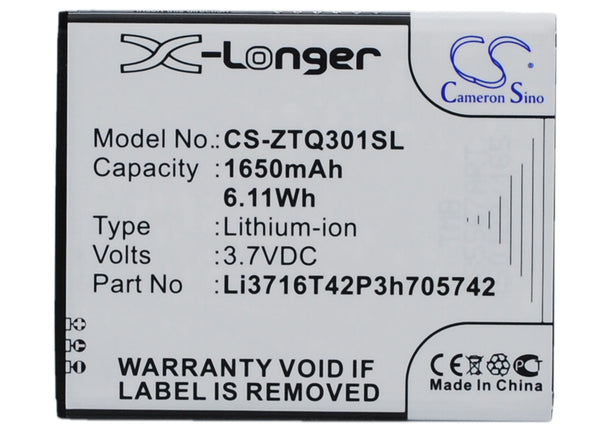 X-Longer
CS
Cameron Sino
Model No.: CS-ZTQ301SL
Capacity :1650mAh
6.11Wh
Type :Lithium-ion
Volts :3.7VDC
Part No :Li3716T42P3h705742
WARRANTY VOID IF
LABEL IS REMOVED
CE
Made In China